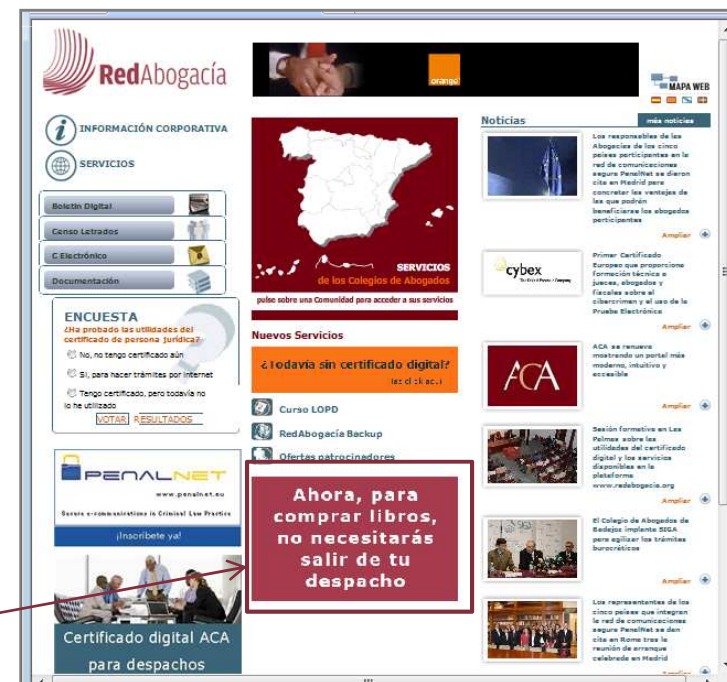 RedAbogacía
orange
MAPA WEB
INFORMACIÓN CORPORATIVA
SERVICIOS
Boletín Digital
Censo Letrados
C Electrónico
Documentación
ENCUESTA
¿Ha probado las utilidades del
certificado de persona jurídica?
No, no tengo certificado aún
Sí, para hacer trámites por Internet
Tengo certificado, pero todavía no
lo he utilizado
VOTAR RESULTADOS
PENALNET
www.penalnet.eu
Secure e-communications in Criminal Law Practice
¡Inscríbete ya!
Certificado digital ACA
para despachos
SERVICIOS
de los Colegios de Abogados
pulse sobre una Comunidad para acceder a sus servicios
Nuevos Servicios
¿Todavía sin certificado digital?
Haz click aquí
Curso LOPD
RedAbogacía Backup
Ofertas patrocinadores
Ahora, para
comprar libros,
no necesitarás
salir de tu
despacho
Noticias
más noticias
Los responsables de las
Abogacías de los cinco
países participantes en la
red de comunicaciones
segura PenalNet se dieron
cita en Madrid para
concretar las ventajas de
las que podrán
beneficiarse los abogados
participantes
Ampliar
cybex
Primer Certificado
Europeo que proporciona
formación técnica a
jueces, abogados y
fiscales sobre el
cibercrimen y el uso de la
Prueba Electrónica
Ampliar
ACA
ACA se renueva
mostrando un portal más
moderno, intuitivo y
accesible
Ampliar
Sesión formativa en Las
Palmas sobre las
utilidades del certificado
digital y los servicios
disponibles en la
plataforma
www.redabogacia.org
Ampliar
El Colegio de Abogados de
Badajoz implanta SIGA
para agilizar los trámites
burocráticos
Ampliar
Los representantes de los
cinco países que integran
la red de comunicaciones
segura PenalNet se dan
cita en Roma tras la
reunión de arranque
celebrada en Madrid
Ampliar